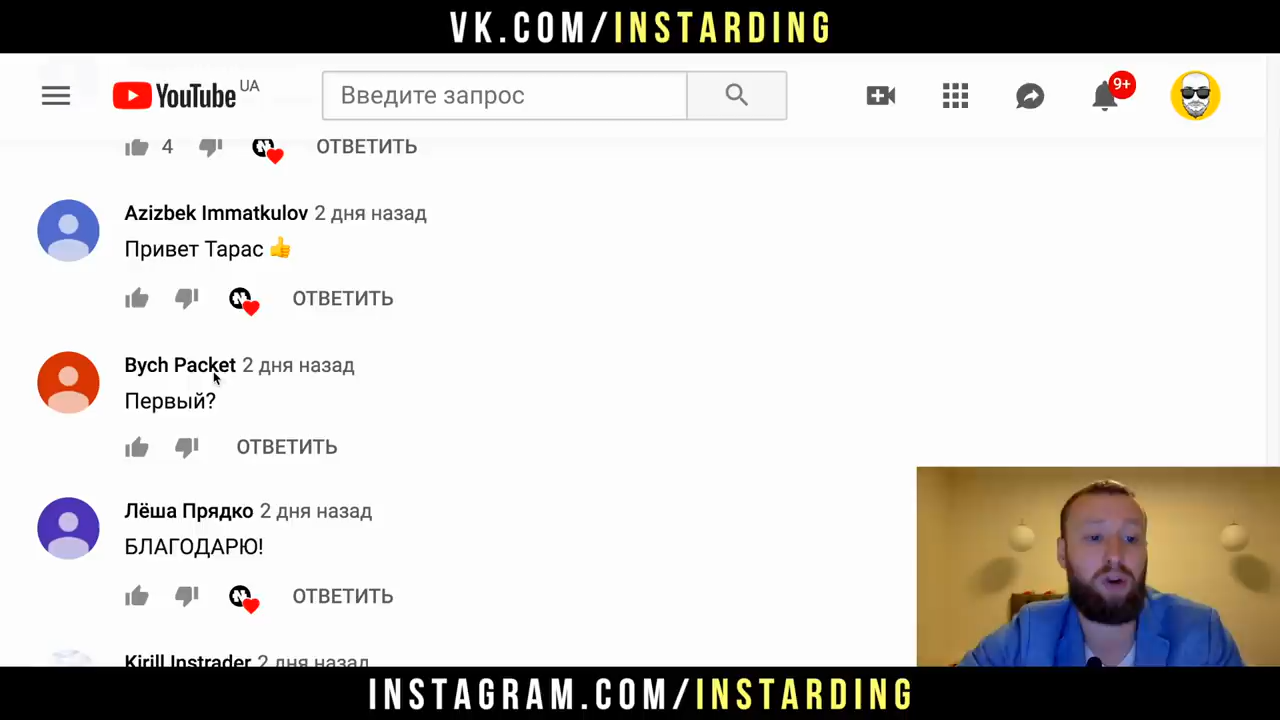 VK.COM/INSTARDING
YouTube UA
Введите запрос
9+
4 ОТВЕТИТЬ
Azizbek Immatkulov 2 дня назад
Привет Тарас 👍
ОТВЕТИТЬ
Bych Packet 2 дня назад
Первый?
ОТВЕТИТЬ
Лёша Прядко 2 дня назад
БЛАГОДАРЮ!
ОТВЕТИТЬ
Kirill Instrader 2 дня назад
INSTAGRAM.COM/INSTARDING